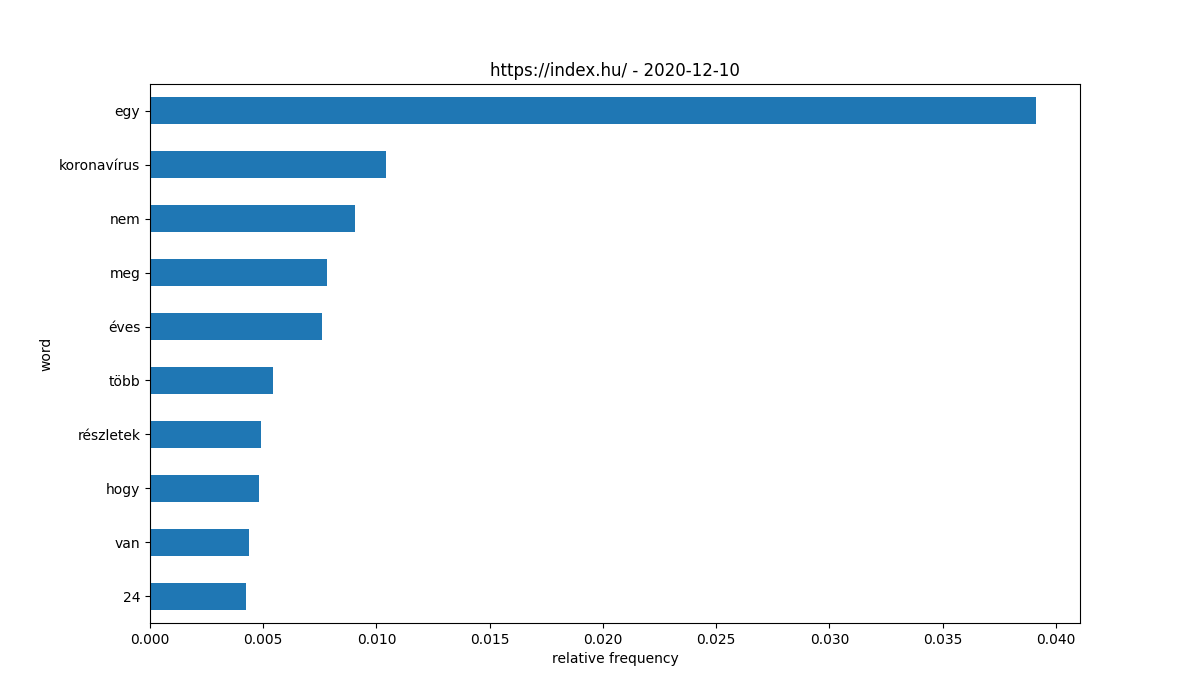 https://index.hu/ - 2020-12-10
egy
koronavírus
nem
meg
éves
több
részletek
hogy
van
24
word
0.000 0.005 0.010 0.015 0.020 0.025 0.030 0.035 0.040
relative frequency